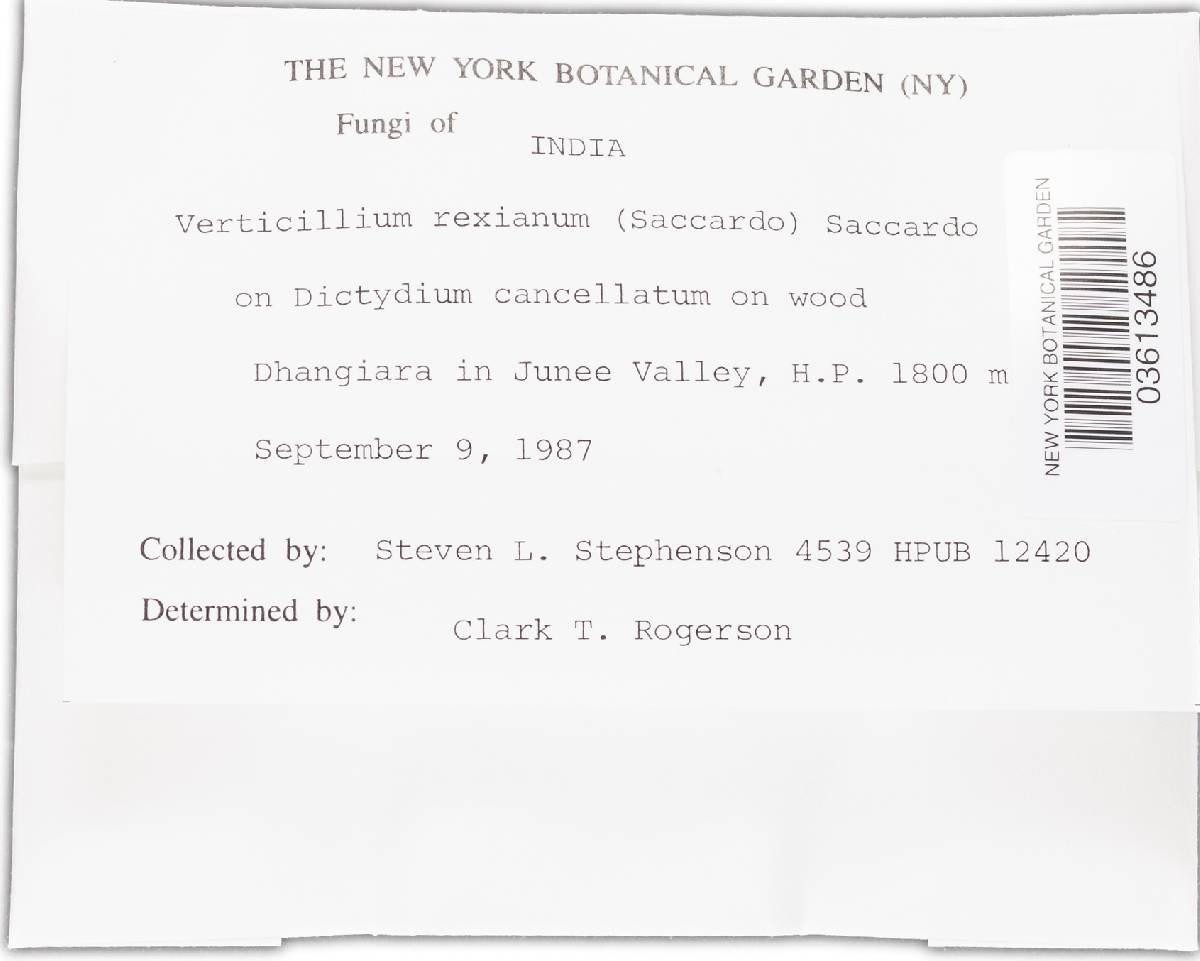 THE NEW YORK BOTANICAL GARDEN (NY)
Fungi of
INDIA
Verticillium rexianum (Saccardo) Saccardo
on Dictydium cancellatum on wood
Dhangiara in Junee Valley, H.P. 1800 m
September 9, 1987
Collected by: Steven L. Stephenson 4539 HPUB 12420
Determined by:
Clark T. Rogerson
NEW YORK BOTANICAL GARDEN
03613486